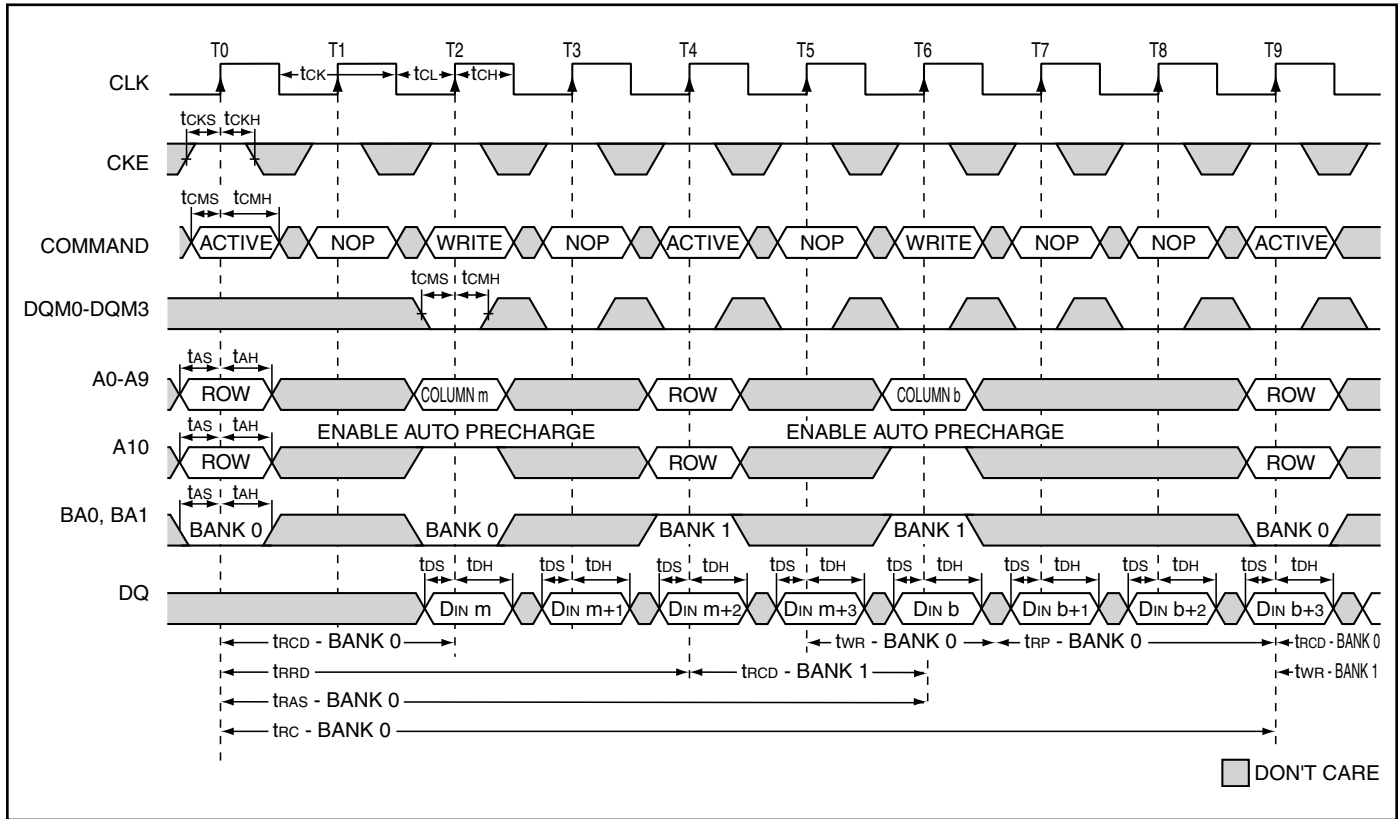 T0 T1 T2 T3 T4 T5 T6 T7 T8 T9
CLK tCK tCL tCH
tCKS tCKH
CKE
tCMS tCMH
COMMAND ACTIVE NOP WRITE NOP ACTIVE NOP WRITE NOP NOP ACTIVE
tCMS tCMH
DQM0-DQM3
tAS tAH
A0-A9 ROW COLUMN m ROW COLUMN b ROW
tAS tAH ENABLE AUTO PRECHARGE ENABLE AUTO PRECHARGE
A10 ROW ROW ROW
tAS tAH
BA0, BA1 BANK 0 BANK 0 BANK 1 BANK 1 BANK 0
tDS tDH tDS tDH tDS tDH tDS tDH tDS tDH tDS tDH tDS tDH tDS tDH
DQ DIN m DIN m+1 DIN m+2 DIN m+3 DIN b DIN b+1 DIN b+2 DIN b+3
tRCD - BANK 0 tWR - BANK 0 tRP - BANK 0 tRCD - BANK 0
tRRD tRCD - BANK 1 tWR - BANK 1
tRAS - BANK 0
tRC - BANK 0
DON'T CARE